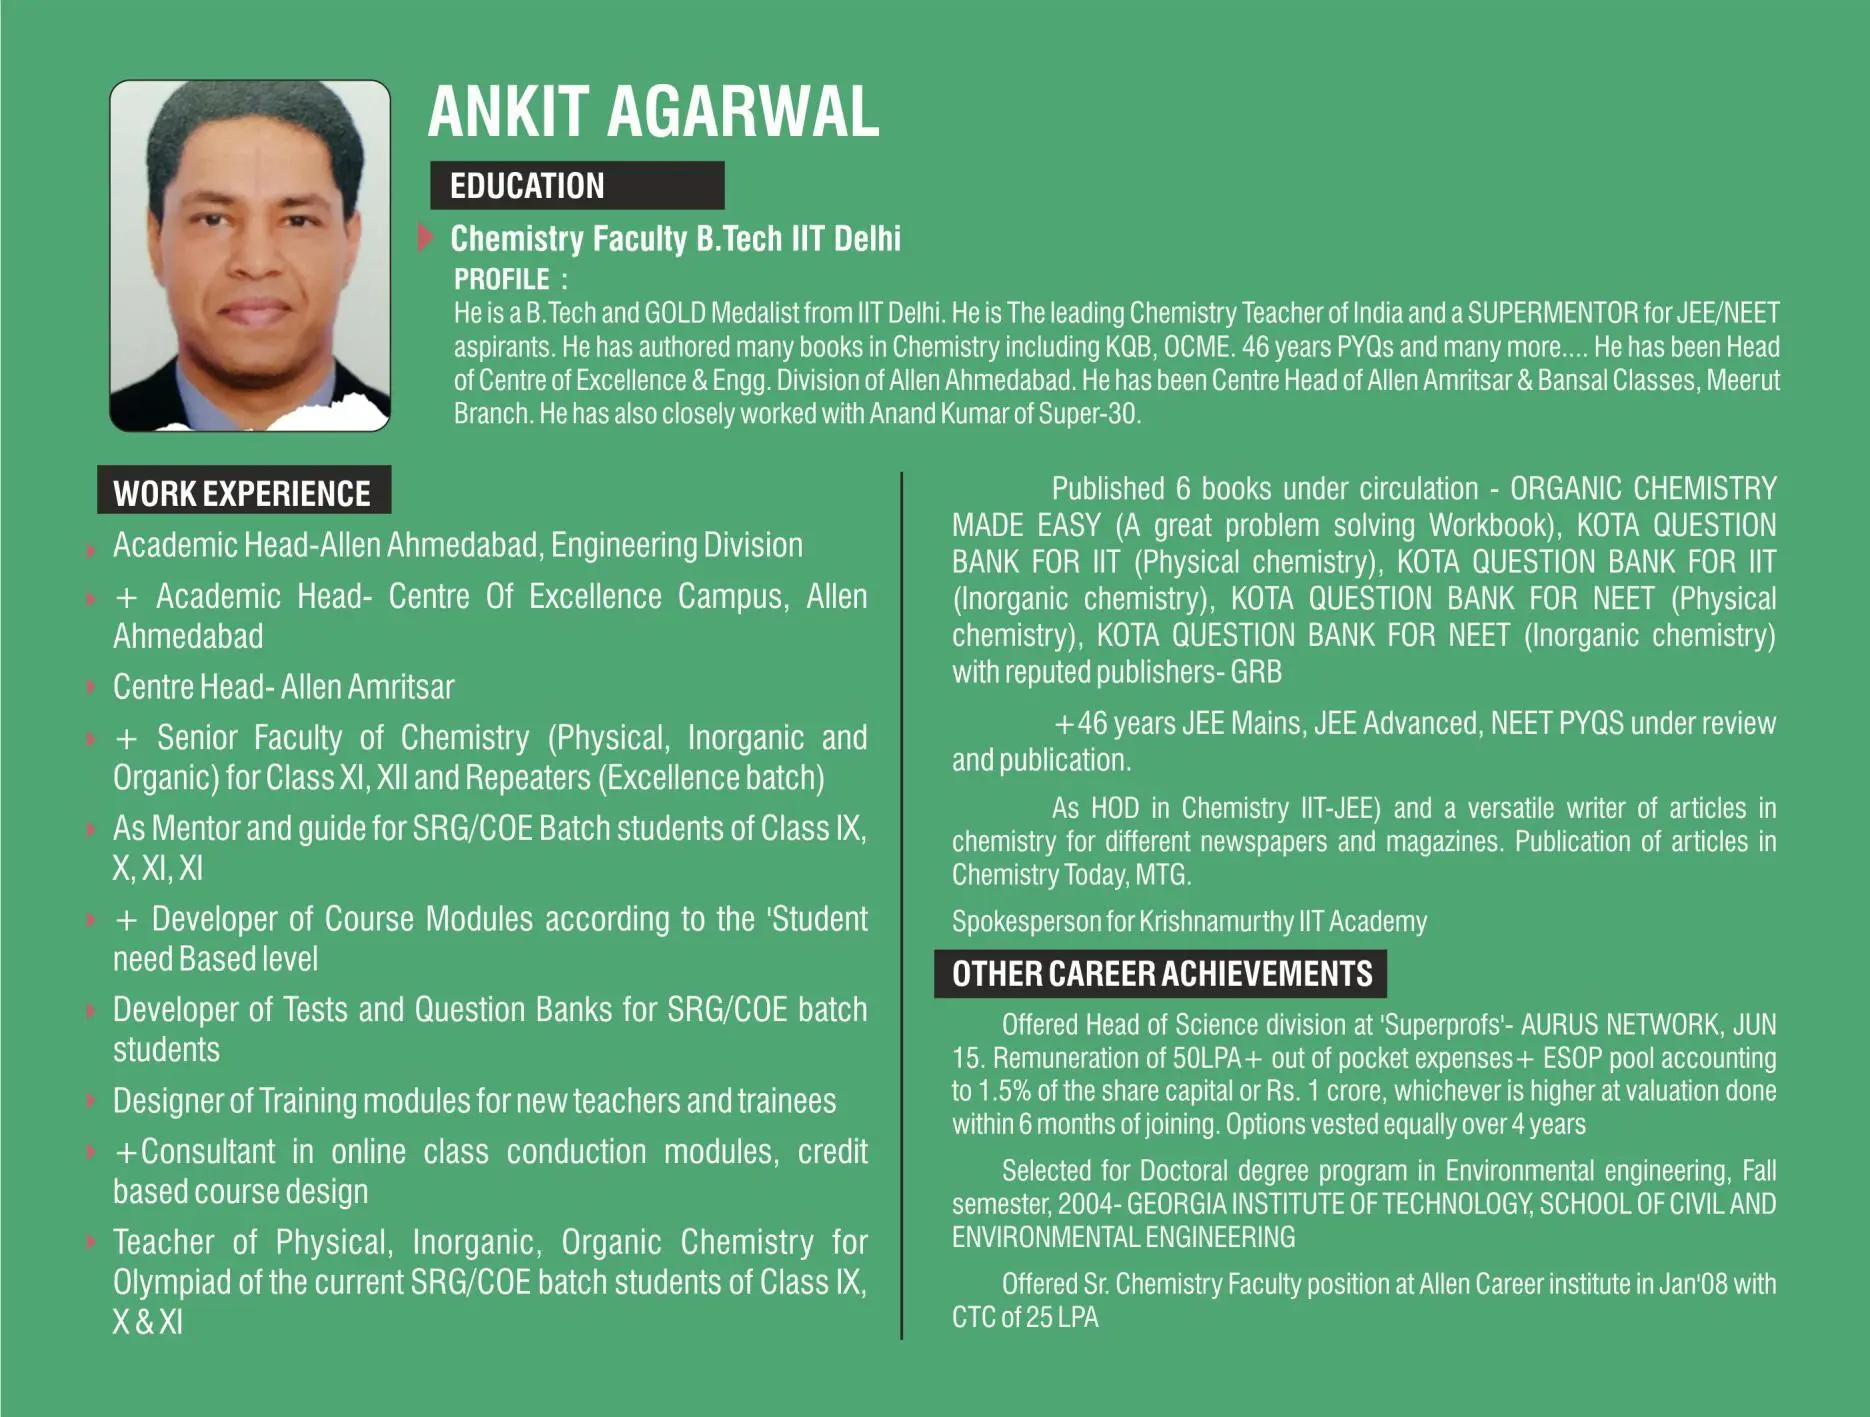 ANKIT AGARWAL
EDUCATION
Chemistry Faculty B.Tech IIT Delhi
PROFILE :
He is a B.Tech and GOLD Medalist from IIT Delhi. He is The leading Chemistry Teacher of India and a SUPERMENTOR for JEE/NEET
aspirants. He has authored many books in Chemistry including KQB, OCME. 46 years PYQs and many more.... He has been Head
of Centre of Excellence & Engg. Division of Allen Ahmedabad. He has been Centre Head of Allen Amritsar & Bansal Classes, Meerut
Branch. He has also closely worked with Anand Kumar of Super-30.
WORK EXPERIENCE
Academic Head-Allen Ahmedabad, Engineering Division
+ Academic Head- Centre Of Excellence Campus, Allen
Ahmedabad
Centre Head- Allen Amritsar
+ Senior Faculty of Chemistry (Physical, Inorganic and
Organic) for Class XI, XII and Repeaters (Excellence batch)
As Mentor and guide for SRG/COE Batch students of Class IX,
X, XI, XI
+ Developer of Course Modules according to the 'Student
need Based level
Developer of Tests and Question Banks for SRG/COE batch
students
Designer of Training modules for new teachers and trainees
+Consultant in online class conduction modules, credit
based course design
Teacher of Physical, Inorganic, Organic Chemistry for
Olympiad of the current SRG/COE batch students of Class IX,
X & XI
Published 6 books under circulation - ORGANIC CHEMISTRY
MADE EASY (A great problem solving Workbook), KOTA QUESTION
BANK FOR IIT (Physical chemistry), KOTA QUESTION BANK FOR IIT
(Inorganic chemistry), KOTA QUESTION BANK FOR NEET (Physical
chemistry), KOTA QUESTION BANK FOR NEET (Inorganic chemistry)
with reputed publishers- GRB
+46 years JEE Mains, JEE Advanced, NEET PYQS under review
and publication.
As HOD in Chemistry IIT-JEE) and a versatile writer of articles in
chemistry for different newspapers and magazines. Publication of articles in
Chemistry Today, MTG.
Spokesperson for Krishnamurthy IIT Academy
OTHER CAREER ACHIEVEMENTS
Offered Head of Science division at 'Superprofs'- AURUS NETWORK, JUN
15. Remuneration of 50LPA+ out of pocket expenses+ ESOP pool accounting
to 1.5% of the share capital or Rs. 1 crore, whichever is higher at valuation done
within 6 months of joining. Options vested equally over 4 years
Selected for Doctoral degree program in Environmental engineering, Fall
semester, 2004- GEORGIA INSTITUTE OF TECHNOLOGY, SCHOOL OF CIVIL AND
ENVIRONMENTAL ENGINEERING
Offered Sr. Chemistry Faculty position at Allen Career institute in Jan'08 with
CTC of 25 LPA